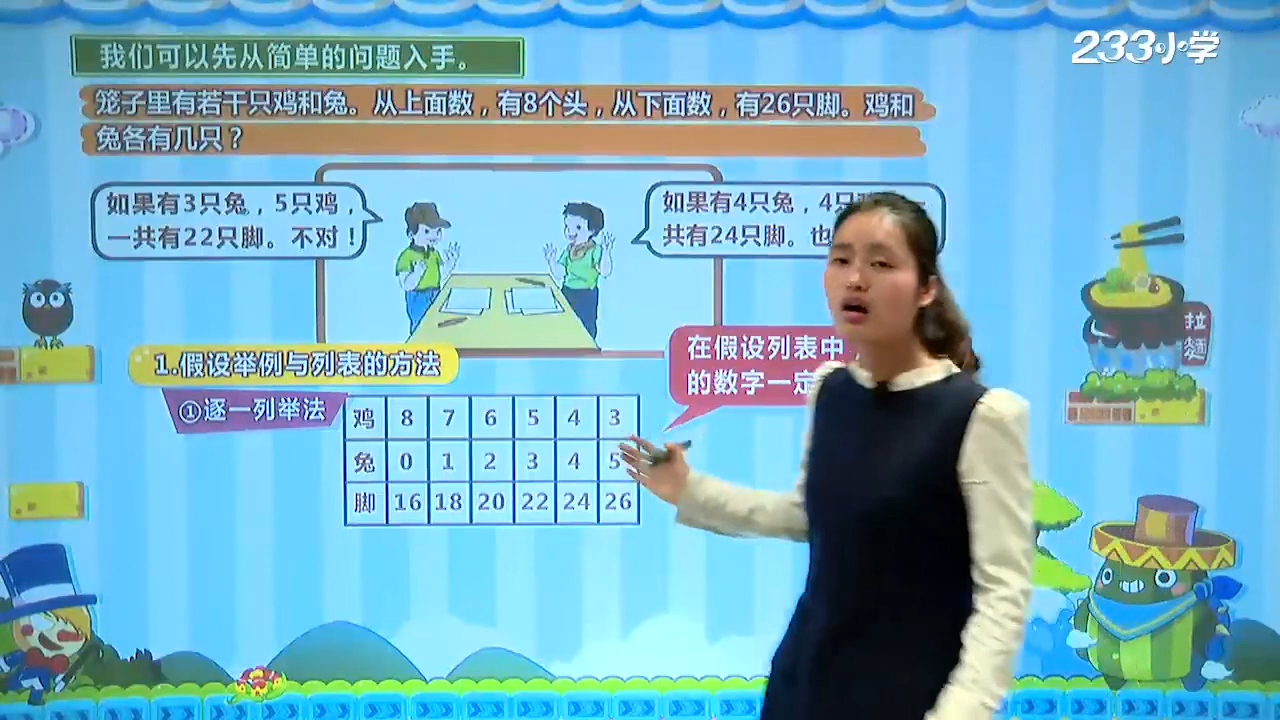 233小学
我们可以先从简单的问题入手。
笼子里有若干只鸡和兔。从上面数，有8个头，从下面数，有26只脚。鸡和
兔各有几只？
如果有3只兔，5只鸡，
一共有22只脚。不对！
如果有4只兔，4只
共有24只脚。也
1.假设举例与列表的方法
①逐一列举法
在假设列表中
的数字一定
鸡 8 7 6 5 4 3
兔 0 1 2 3 4 5
脚 16 18 20 22 24 26
拉
麵